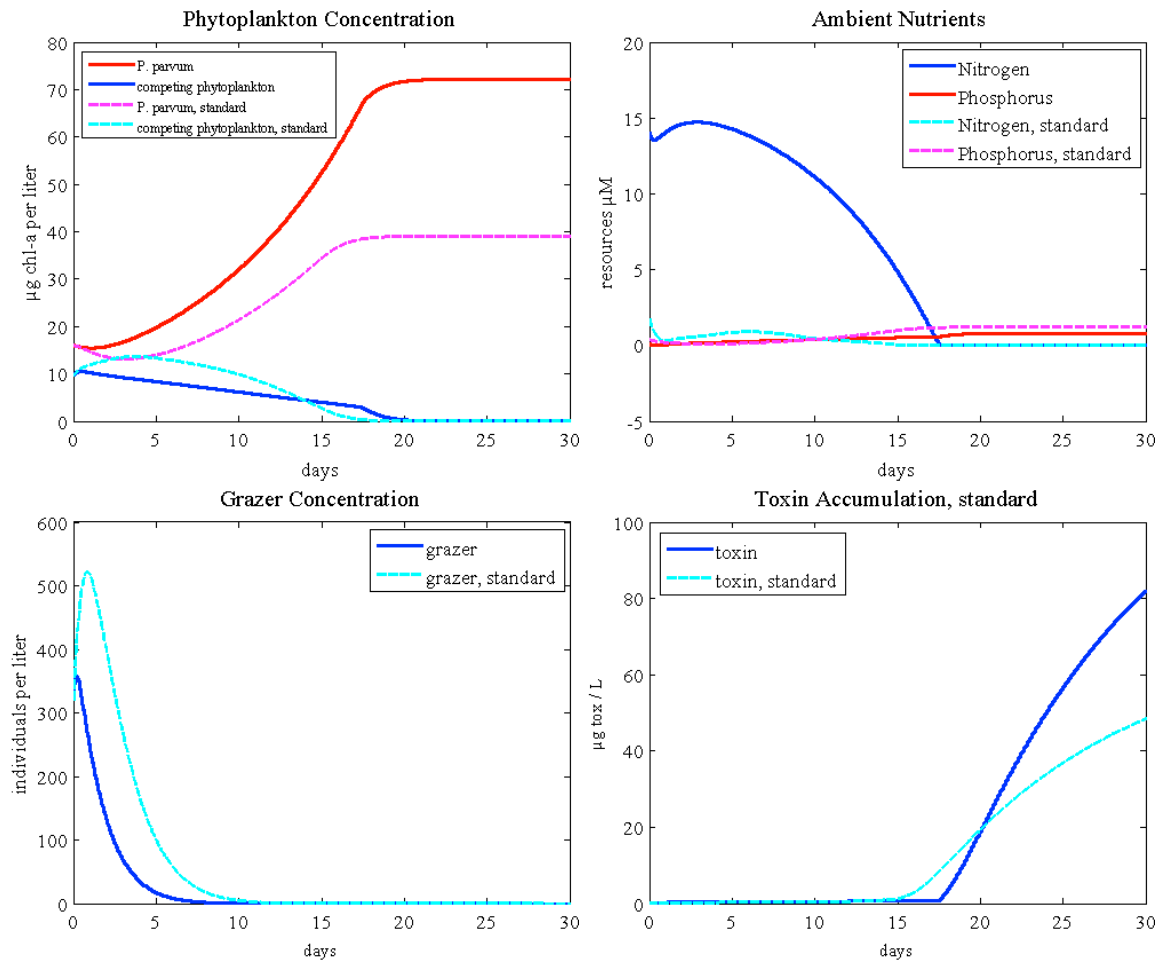 Phytoplankton Concentration
80
70
60
50
40
30
20
10
0
µg chl-a per liter
P. parvum
competing phytoplankton
P. parvum, standard
competing phytoplankton, standard
0 5 10 15 20 25 30
days
Ambient Nutrients
20
15
10
5
0
-5
resources µM
Nitrogen
Phosphorus
Nitrogen, standard
Phosphorus, standard
0 5 10 15 20 25 30
days
Grazer Concentration
600
500
400
300
200
100
0
individuals per liter
grazer
grazer, standard
0 5 10 15 20 25 30
days
Toxin Accumulation, standard
100
80
60
40
20
0
µg tox / L
toxin
toxin, standard
0 5 10 15 20 25 30
days